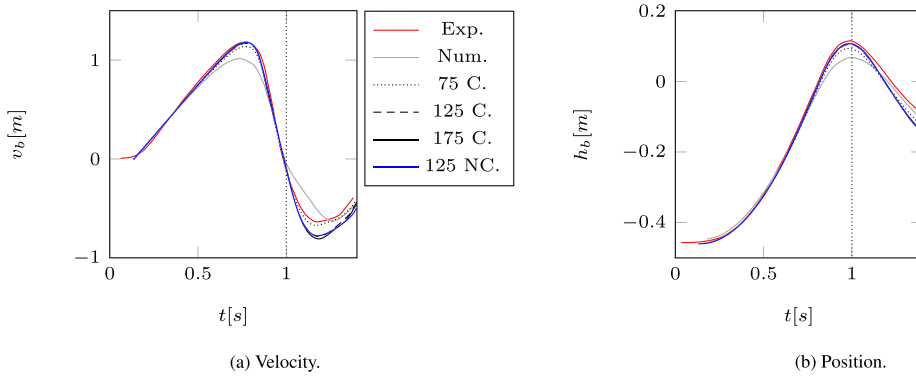 1
0
−1
0
0.5
1
v_b[m]
t[s]
Exp.
Num.
75 C.
125 C.
175 C.
125 NC.
(a) Velocity.
0.2
0
−0.2
−0.4
0
0.5
1
h_b[m]
t[s]
(b) Position.